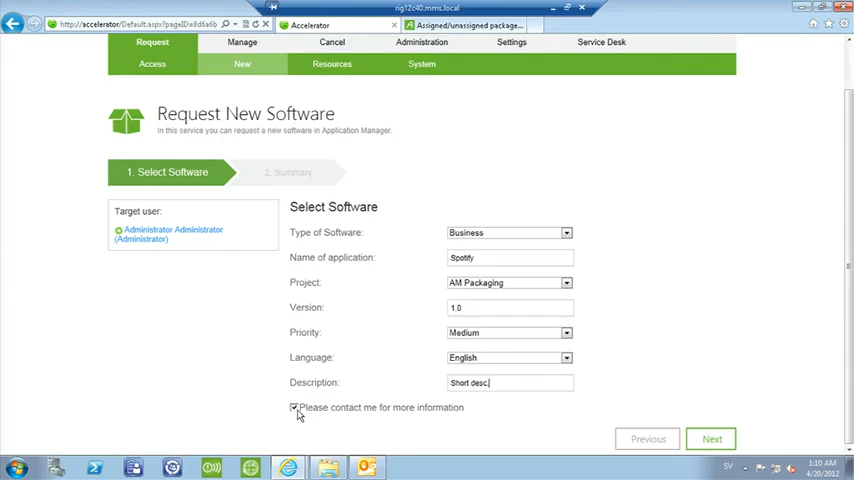 rig12c40.mms.local
http://accelerator/Default.aspx?pageID=
Accelerator
Assigned/unassigned package...
Request
Manage
Cancel
Administration
Settings
Service Desk
Access
New
Resources
System
Request New Software
In this service you can request a new software in Application Manager.
1. Select Software
2. Summary
Target user:
Administrator Administrator
(Administrator)
Select Software
Type of Software:
Business
Name of application:
Spotify
Project:
AM Packaging
Version:
1.0
Priority:
Medium
Language:
English
Description:
Short desc.
Please contact me for more information
Previous
Next
SV
1:10 AM
4/20/2012